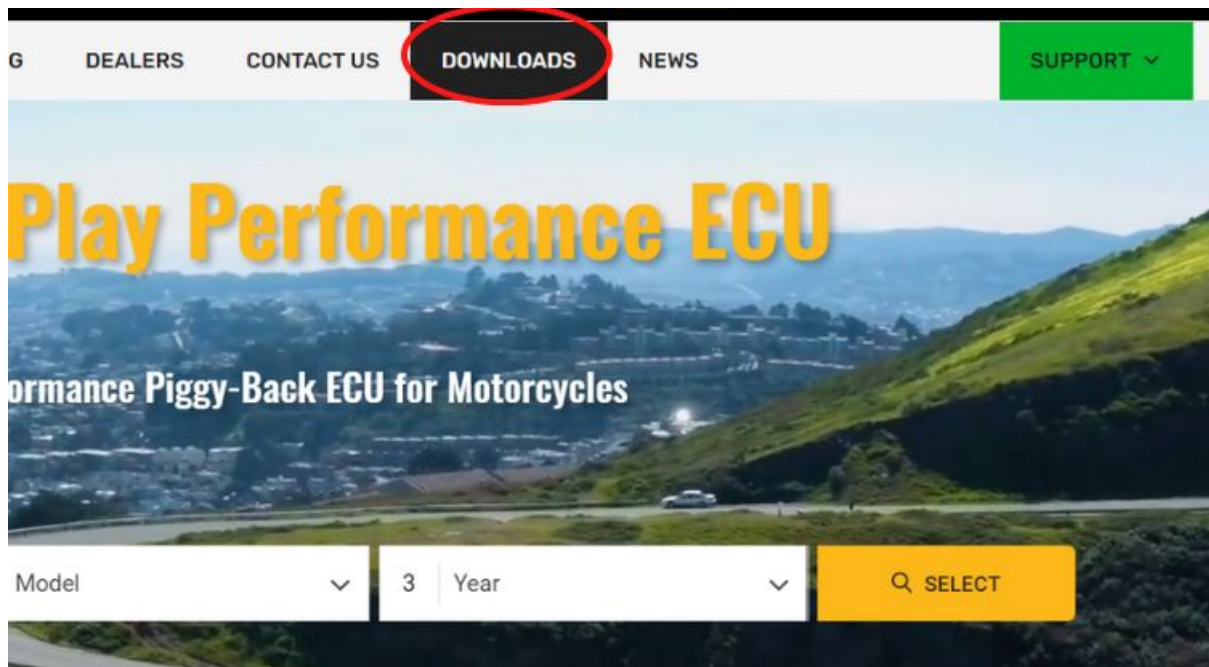 G DEALERS CONTACT US DOWNLOADS NEWS SUPPORT
Play Performance ECU
ormance Piggy-Back ECU for Motorcycles
Model 3 Year SELECT